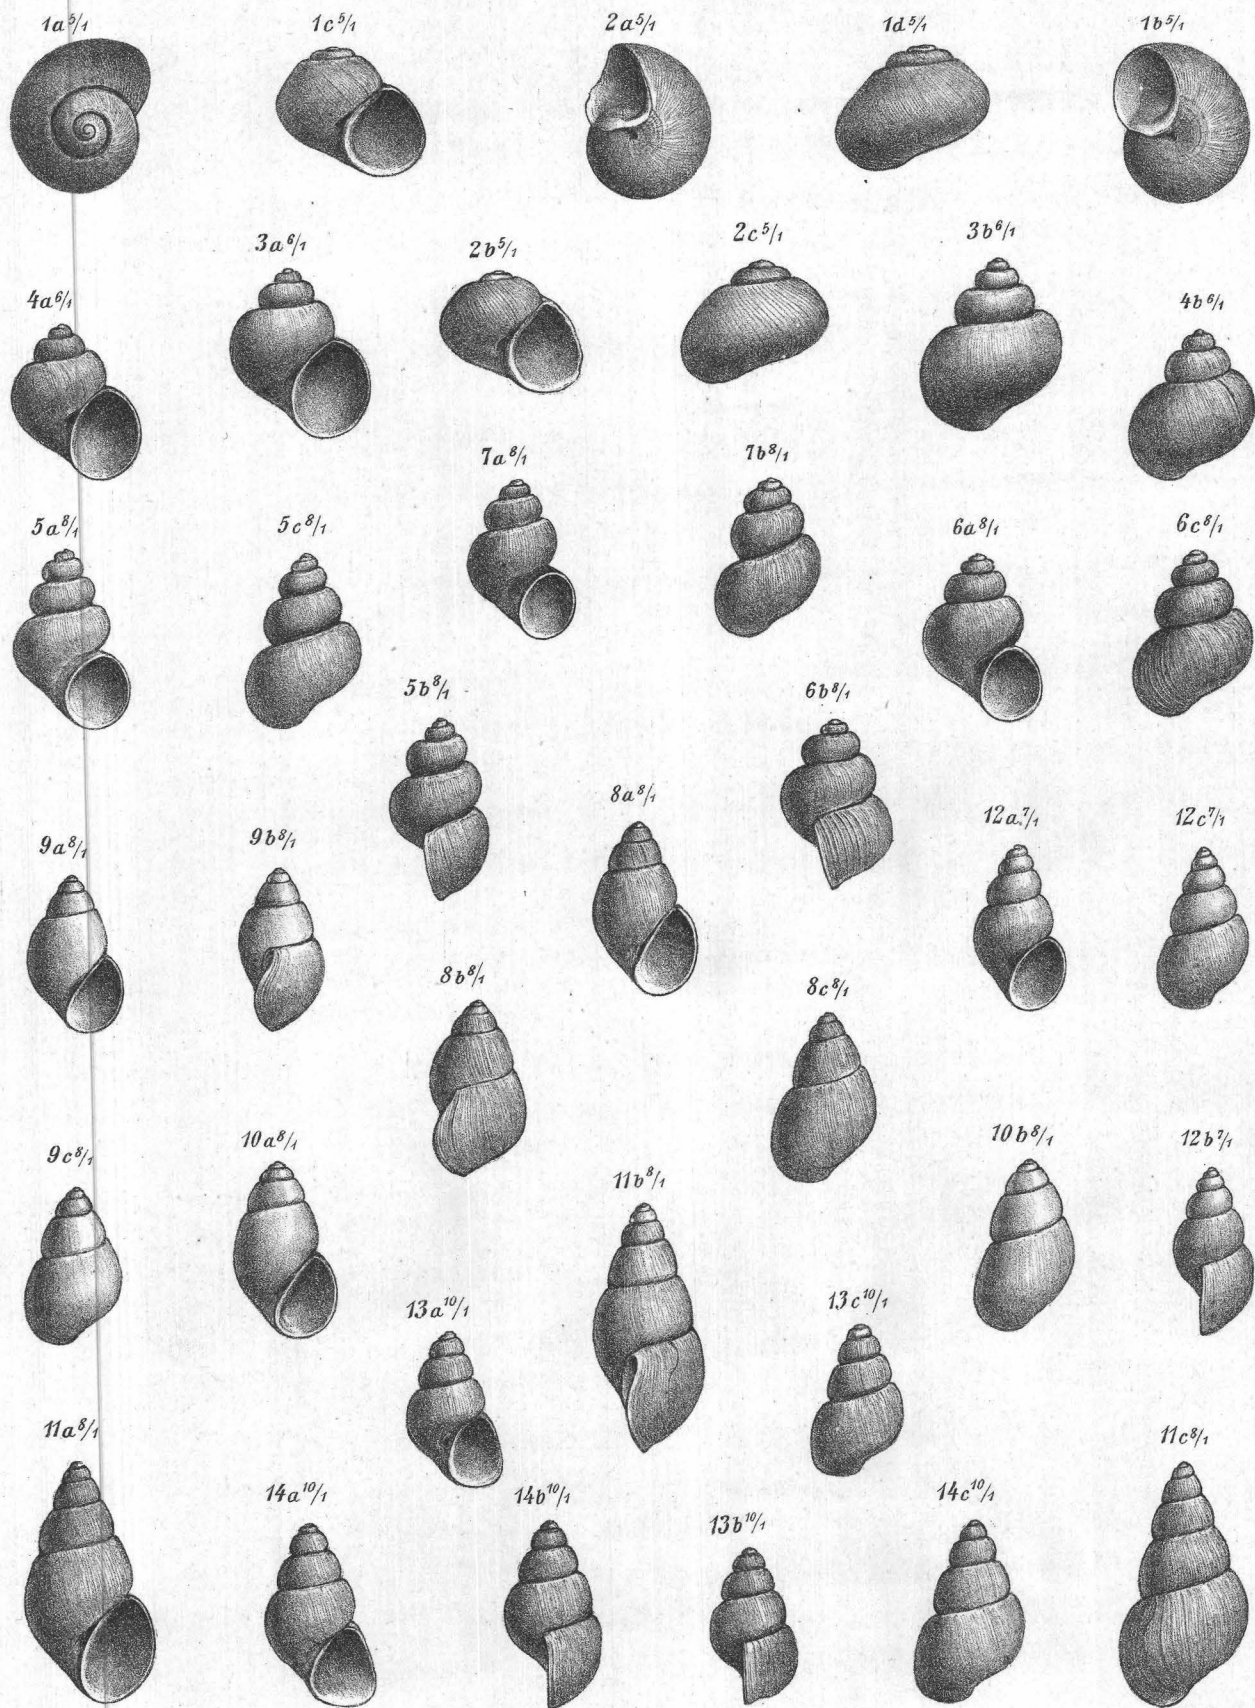 1a 5/1 1c 5/1 2a 5/1 1d 5/1 1b 5/1
3a 6/1 2b 5/1 2c 5/1 3b 6/1
4a 6/1 4b 6/1
7a 8/1 7b 8/1
5a 8/1 5c 8/1 6a 8/1 6c 8/1
5b 8/1 6b 8/1
9a 8/1 9b 8/1 8a 8/1 12a 7/1 12c 7/1
8b 8/1 8c 8/1
9c 8/1 10a 8/1 11b 8/1 10b 8/1 12b 7/1
13a 10/1 13c 10/1
11a 8/1 11c 8/1
14a 10/1 14b 10/1 13b 10/1 14c 10/1